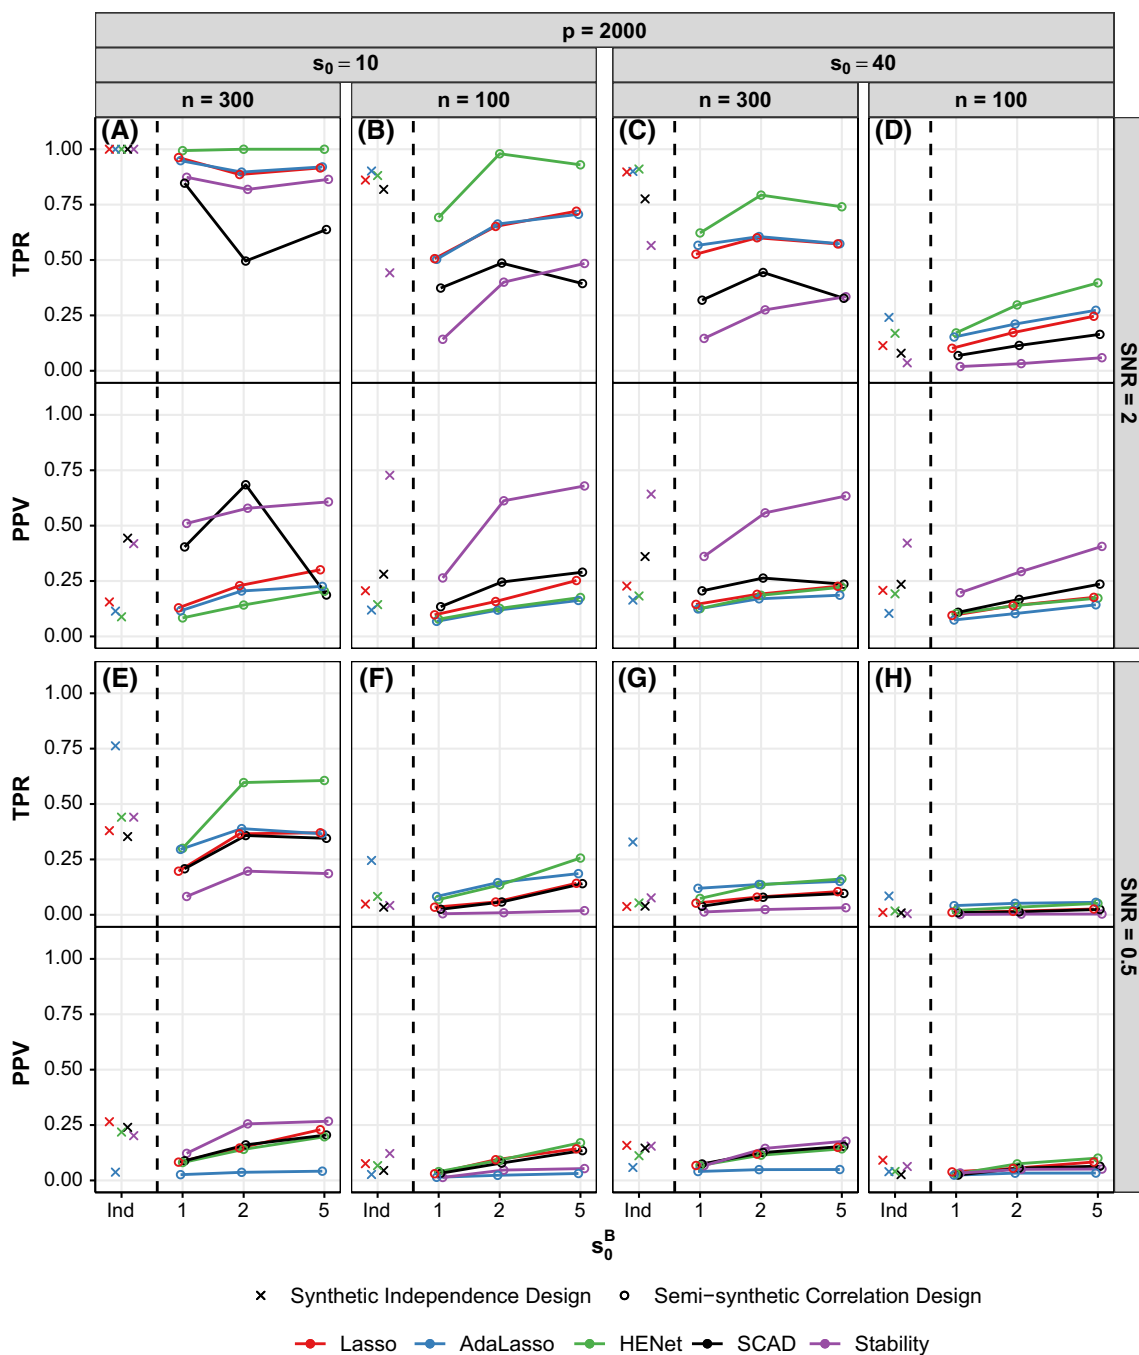 p = 2000
s₀ = 10 s₀ = 40
n = 300 n = 100 n = 300 n = 100
(A) (B) (C) (D)
TPR
1.00
0.75
0.50
0.25
0.00
PPV
1.00
0.75
0.50
0.25
0.00
SNR = 2
(E) (F) (G) (H)
TPR
1.00
0.75
0.50
0.25
0.00
PPV
1.00
0.75
0.50
0.25
0.00
SNR = 0.5
Ind 1 2 5 Ind 1 2 5 Ind 1 2 5 Ind 1 2 5
s₀ᴮ
× Synthetic Independence Design o Semi−synthetic Correlation Design
Lasso AdaLasso HENet SCAD Stability